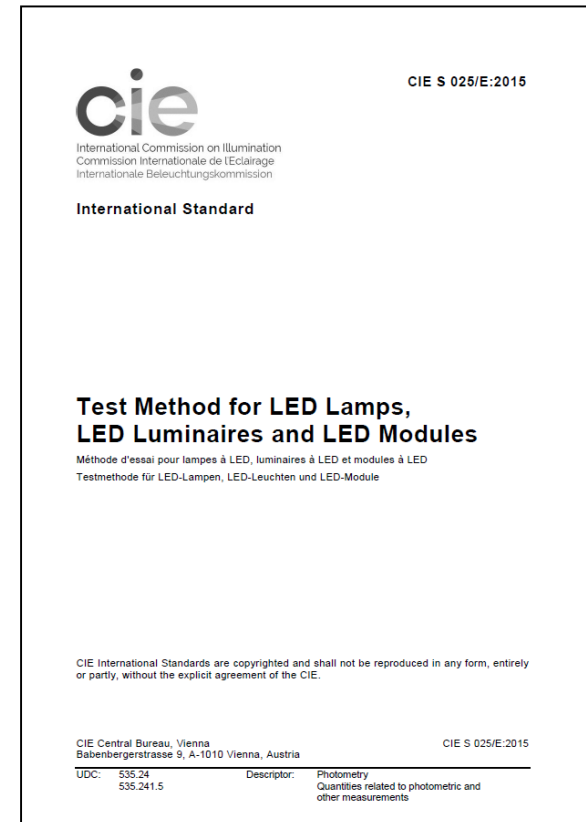 CIE S 025/E:2015
cie
International Commission on Illumination
Commission Internationale de l'Eclairage
Internationale Beleuchtungskommission
International Standard
Test Method for LED Lamps,
LED Luminaires and LED Modules
Méthode d'essai pour lampes à LED, luminaires à LED et modules à LED
Testmethode für LED-Lampen, LED-Leuchten und LED-Module
CIE International Standards are copyrighted and shall not be reproduced in any form, entirely
or partly, without the explicit agreement of the CIE.
CIE Central Bureau, Vienna CIE S 025/E:2015
Babenbergerstrasse 9, A-1010 Vienna, Austria
UDC: 535.24 Descriptor: Photometry
535.241.5 Quantities related to photometric and
other measurements